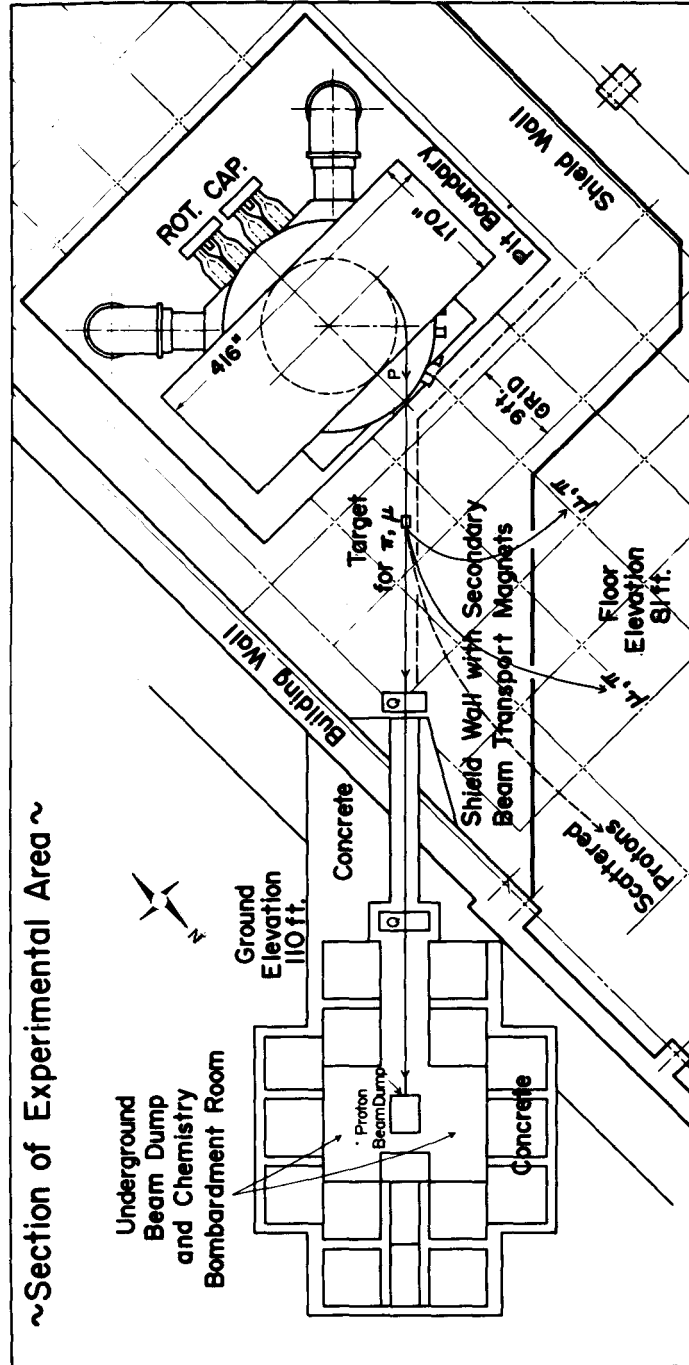 ~Section of Experimental Area~
Underground
Beam Dump
and Chemistry
Bombardment Room
N
Ground
Elevation
110 ft.
Concrete
Building Wall
ROT. CAP.
416"
170"
Pit Boundary
Shield Wall
P
9 ft.
GRID
Target
for π, μ
Q
Q
Proton
Beam Dump
Concrete
Shield Wall with Secondary
Beam Transport Magnets
μ, π
μ, π
Floor
Elevation
81 ft.
Scattered
Protons